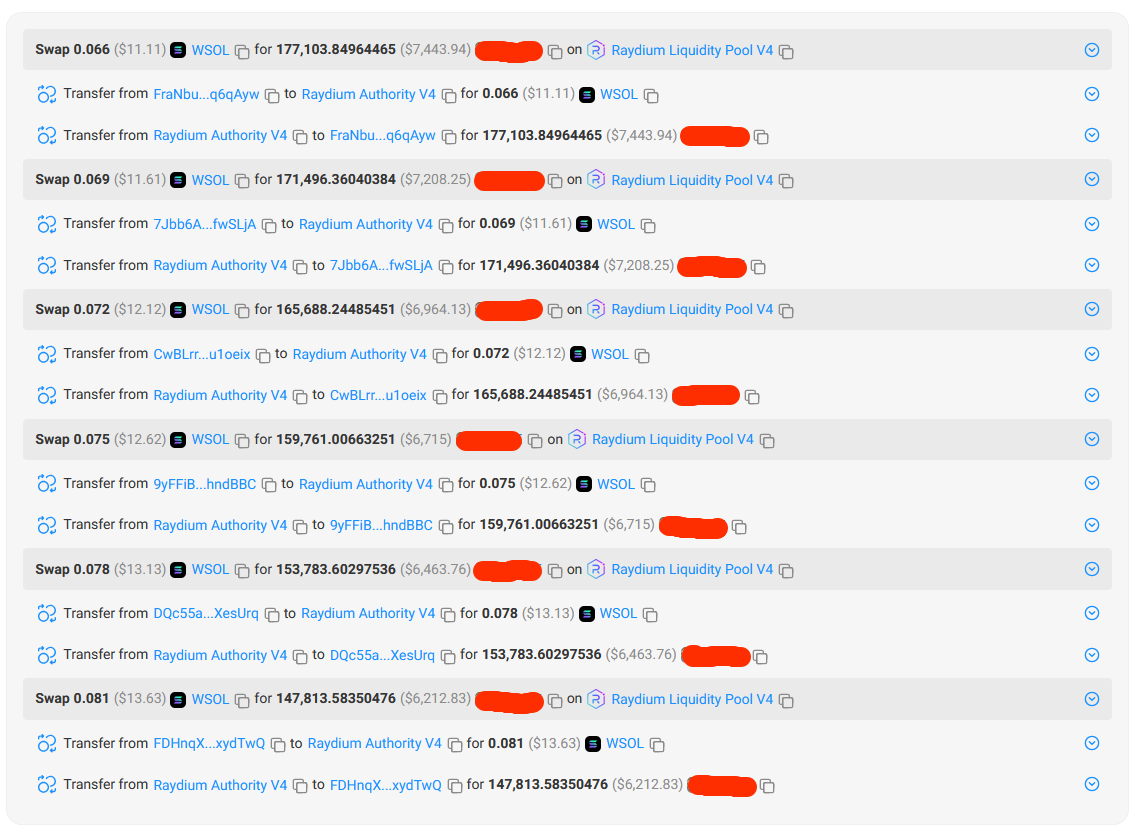 Swap 0.066 ($11.11) WSOL for 177,103.84964465 ($7,443.94) on Raydium Liquidity Pool V4
Transfer from FraNbu...q6qAyw to Raydium Authority V4 for 0.066 ($11.11) WSOL
Transfer from Raydium Authority V4 to FraNbu...q6qAyw for 177,103.84964465 ($7,443.94)
Swap 0.069 ($11.61) WSOL for 171,496.36040384 ($7,208.25) on Raydium Liquidity Pool V4
Transfer from 7Jbb6A...fwSLjA to Raydium Authority V4 for 0.069 ($11.61) WSOL
Transfer from Raydium Authority V4 to 7Jbb6A...fwSLjA for 171,496.36040384 ($7,208.25)
Swap 0.072 ($12.12) WSOL for 165,688.24485451 ($6,964.13) on Raydium Liquidity Pool V4
Transfer from CwBLrr...u1oeix to Raydium Authority V4 for 0.072 ($12.12) WSOL
Transfer from Raydium Authority V4 to CwBLrr...u1oeix for 165,688.24485451 ($6,964.13)
Swap 0.075 ($12.62) WSOL for 159,761.00663251 ($6,715) on Raydium Liquidity Pool V4
Transfer from 9yFFiB...hndBBC to Raydium Authority V4 for 0.075 ($12.62) WSOL
Transfer from Raydium Authority V4 to 9yFFiB...hndBBC for 159,761.00663251 ($6,715)
Swap 0.078 ($13.13) WSOL for 153,783.60297536 ($6,463.76) on Raydium Liquidity Pool V4
Transfer from DQc55a...XesUrq to Raydium Authority V4 for 0.078 ($13.13) WSOL
Transfer from Raydium Authority V4 to DQc55a...XesUrq for 153,783.60297536 ($6,463.76)
Swap 0.081 ($13.63) WSOL for 147,813.58350476 ($6,212.83) on Raydium Liquidity Pool V4
Transfer from FDHnqX...xydTwQ to Raydium Authority V4 for 0.081 ($13.63) WSOL
Transfer from Raydium Authority V4 to FDHnqX...xydTwQ for 147,813.58350476 ($6,212.83)